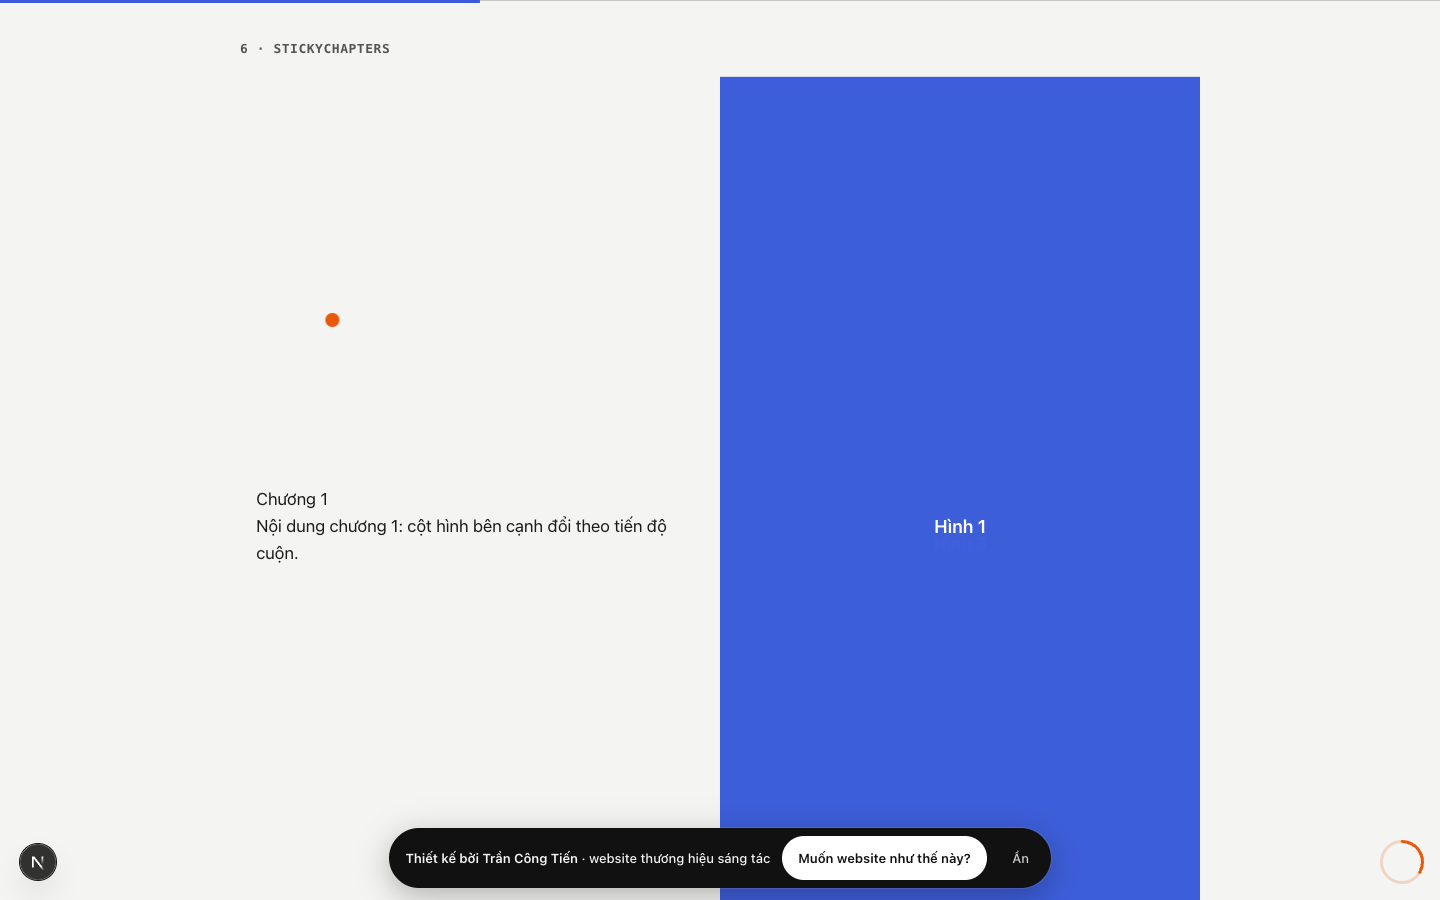 6 · STICKYCHAPTERS
Chương 1
Nội dung chương 1: cột hình bên cạnh đổi theo tiến độ
cuộn.
Hình 1
Thiết kế bởi Trần Công Tiến · website thương hiệu sáng tác
Muốn website như thế này?
Ẩn
N